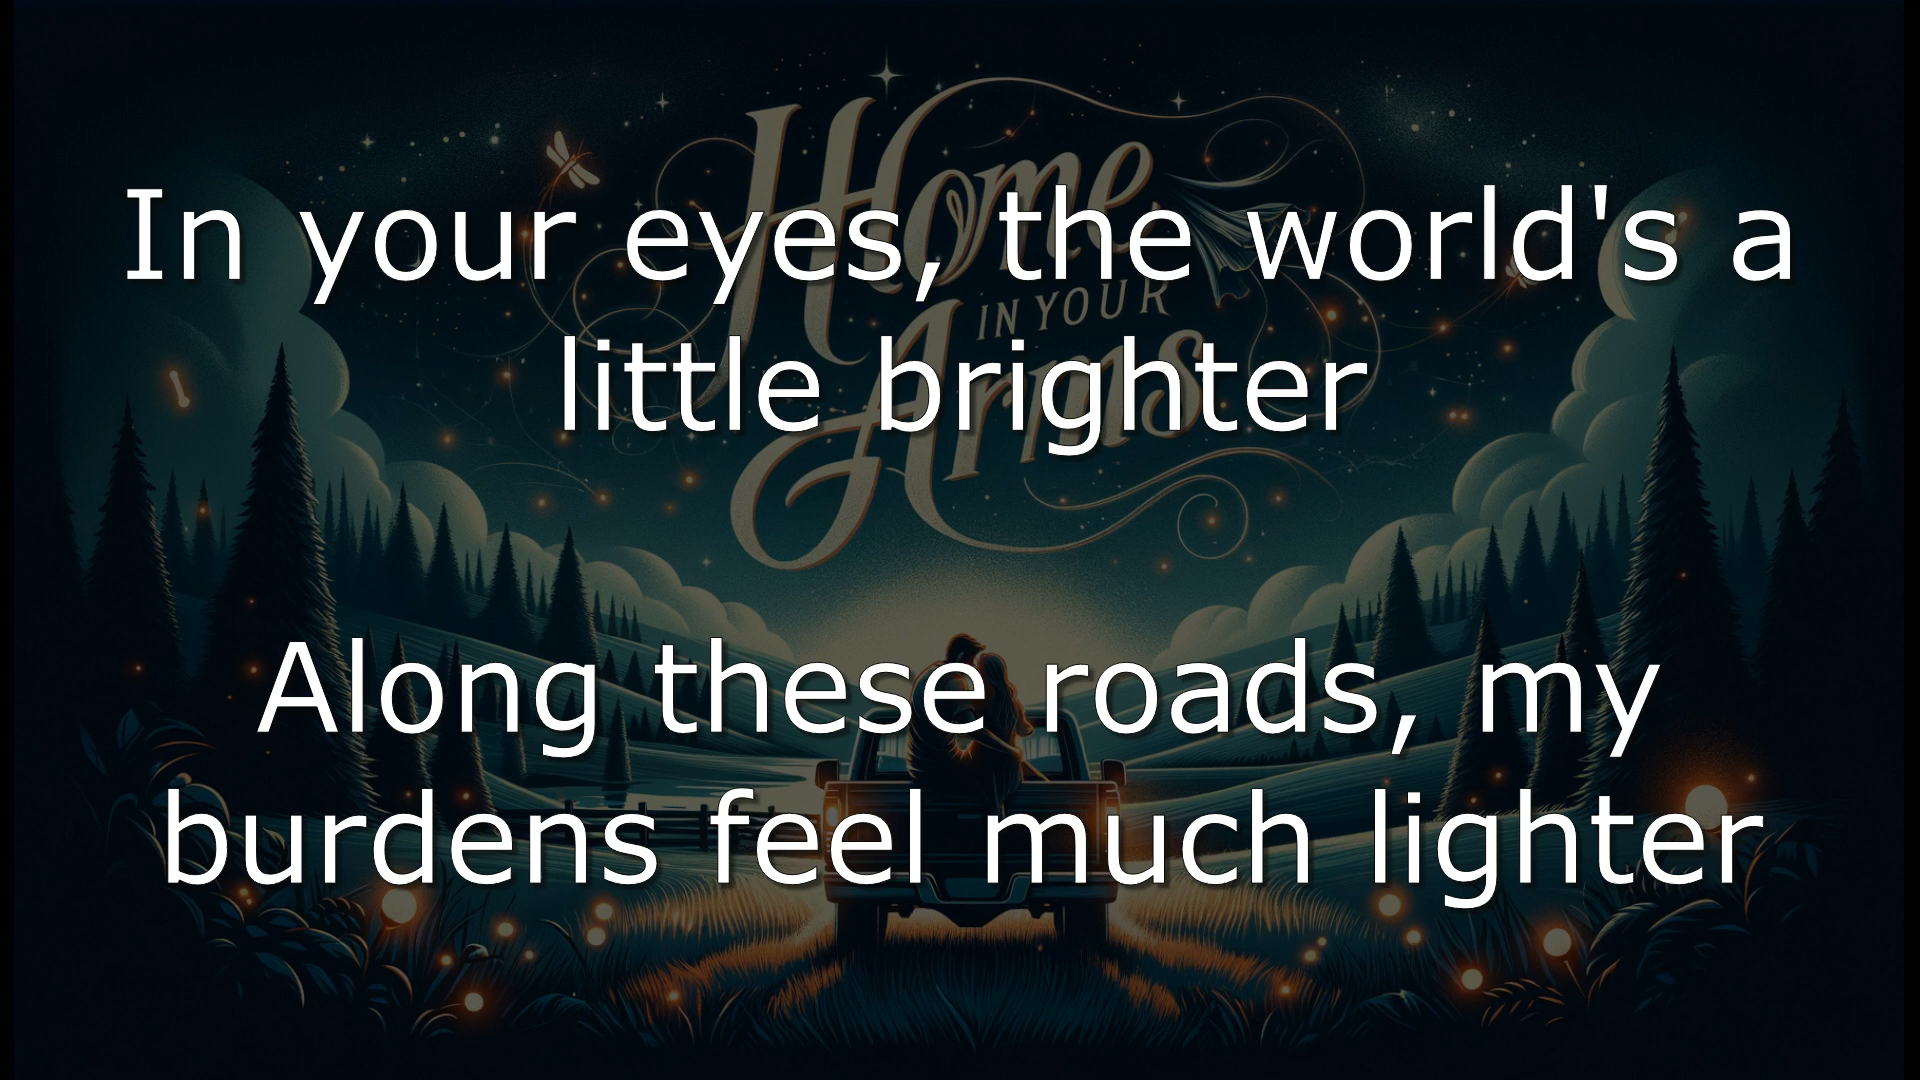 Home
IN YOUR
Arms
In your eyes, the world's a
little brighter
Along these roads, my
burdens feel much lighter